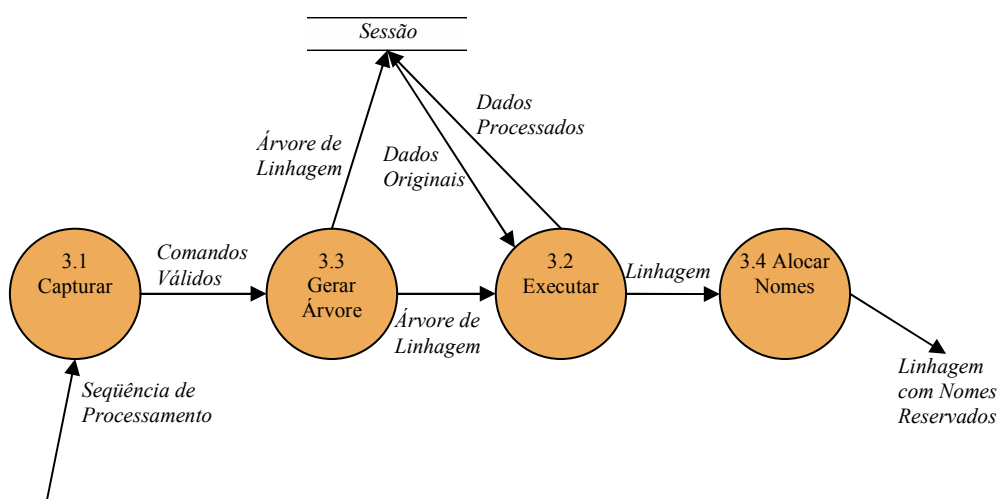 Sessão
Dados
Processados
Árvore de
Linhagem
Dados
Originais
3.1
Capturar
Comandos
Válidos
3.3
Gerar
Árvore
Árvore de
Linhagem
3.2
Executar
Linhagem
3.4 Alocar
Nomes
Seqüência de
Processamento
Linhagem
com Nomes
Reservados